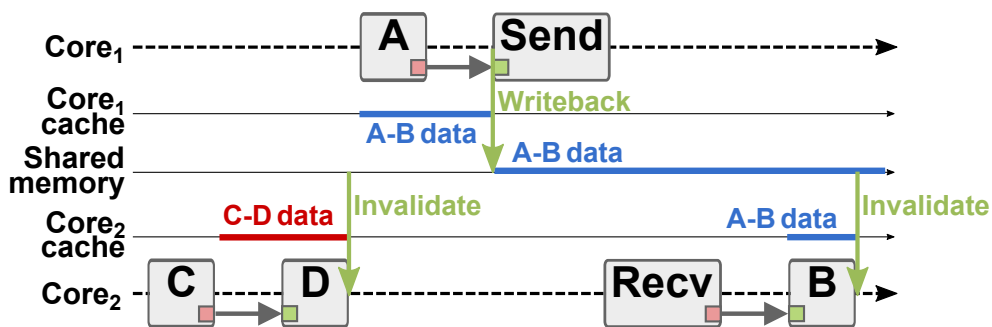 Core₁
A
Send
Core₁
cache
Writeback
A-B data
Shared
memory
A-B data
Invalidate
Invalidate
Core₂
cache
C-D data
A-B data
Core₂
C
D
Recv
B